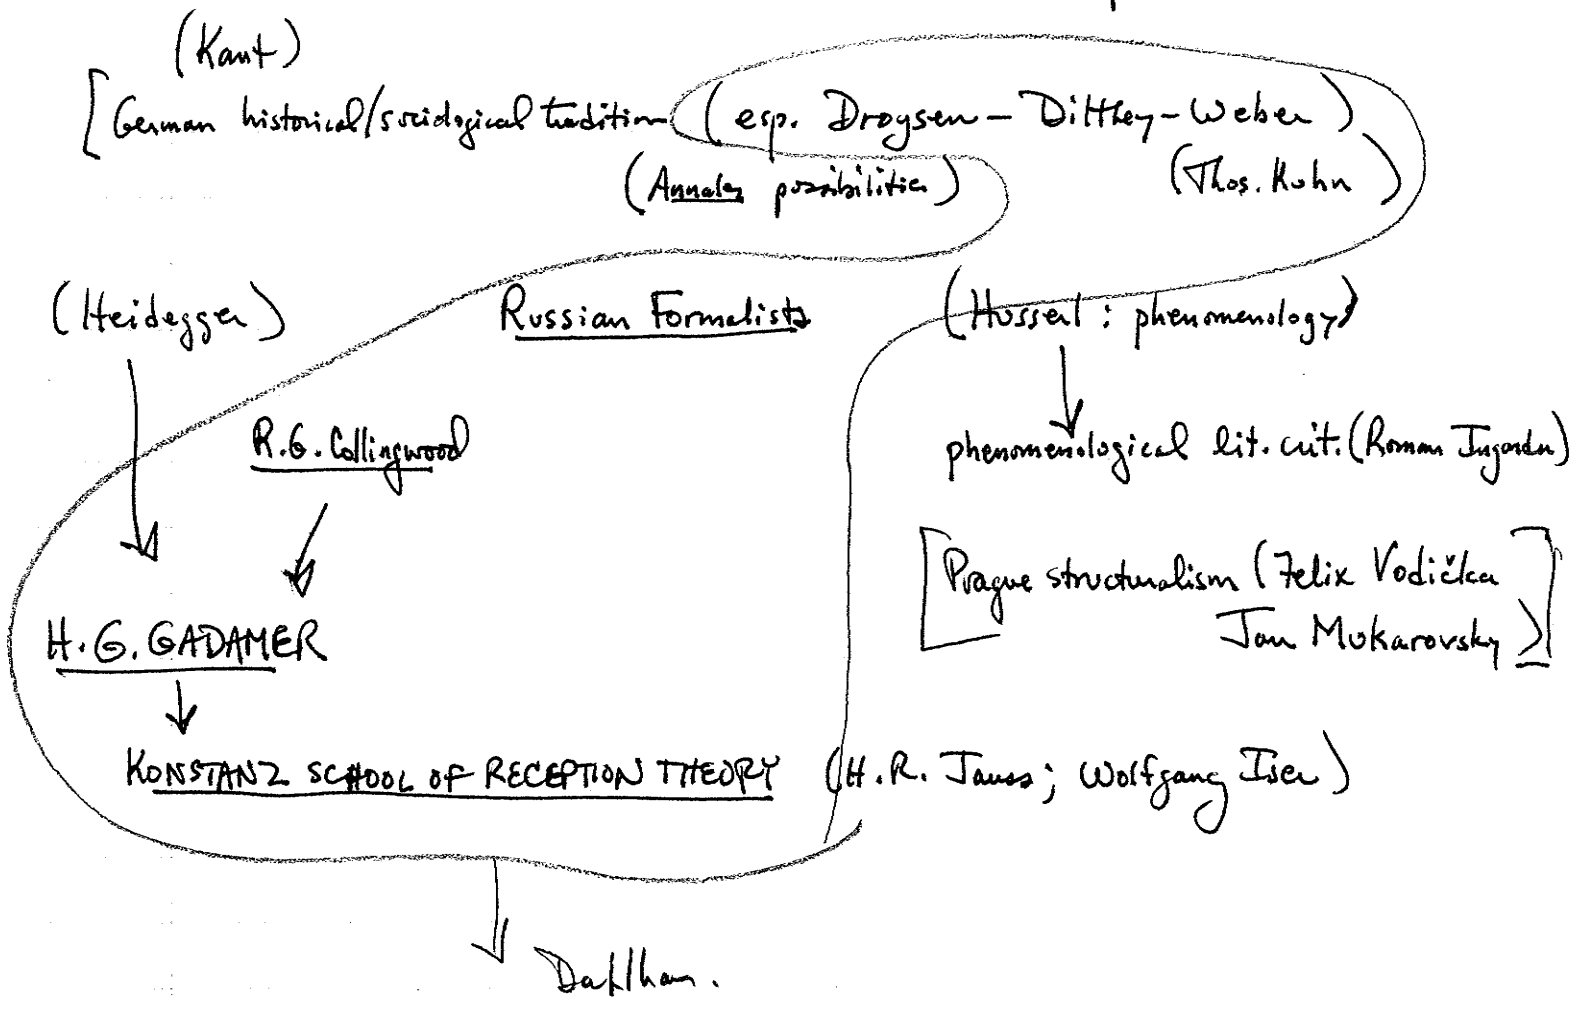 (Kant)
[German historical/sociological tradition (esp. Droysen – Dilthey – Weber)
(Annales possibilities) (Thos. Kuhn)
(Heidegger) Russian Formalists (Husserl : phenomenology)
R.G. Collingwood phenomenological lit. crit. (Roman Ingarden)
[Prague structuralism (Felix Vodička
H.G. GADAMER Jan Mukarovsky)]
KONSTANZ SCHOOL OF RECEPTION THEORY (H.R. Jauss; Wolfgang Iser)
Dahlhaus.